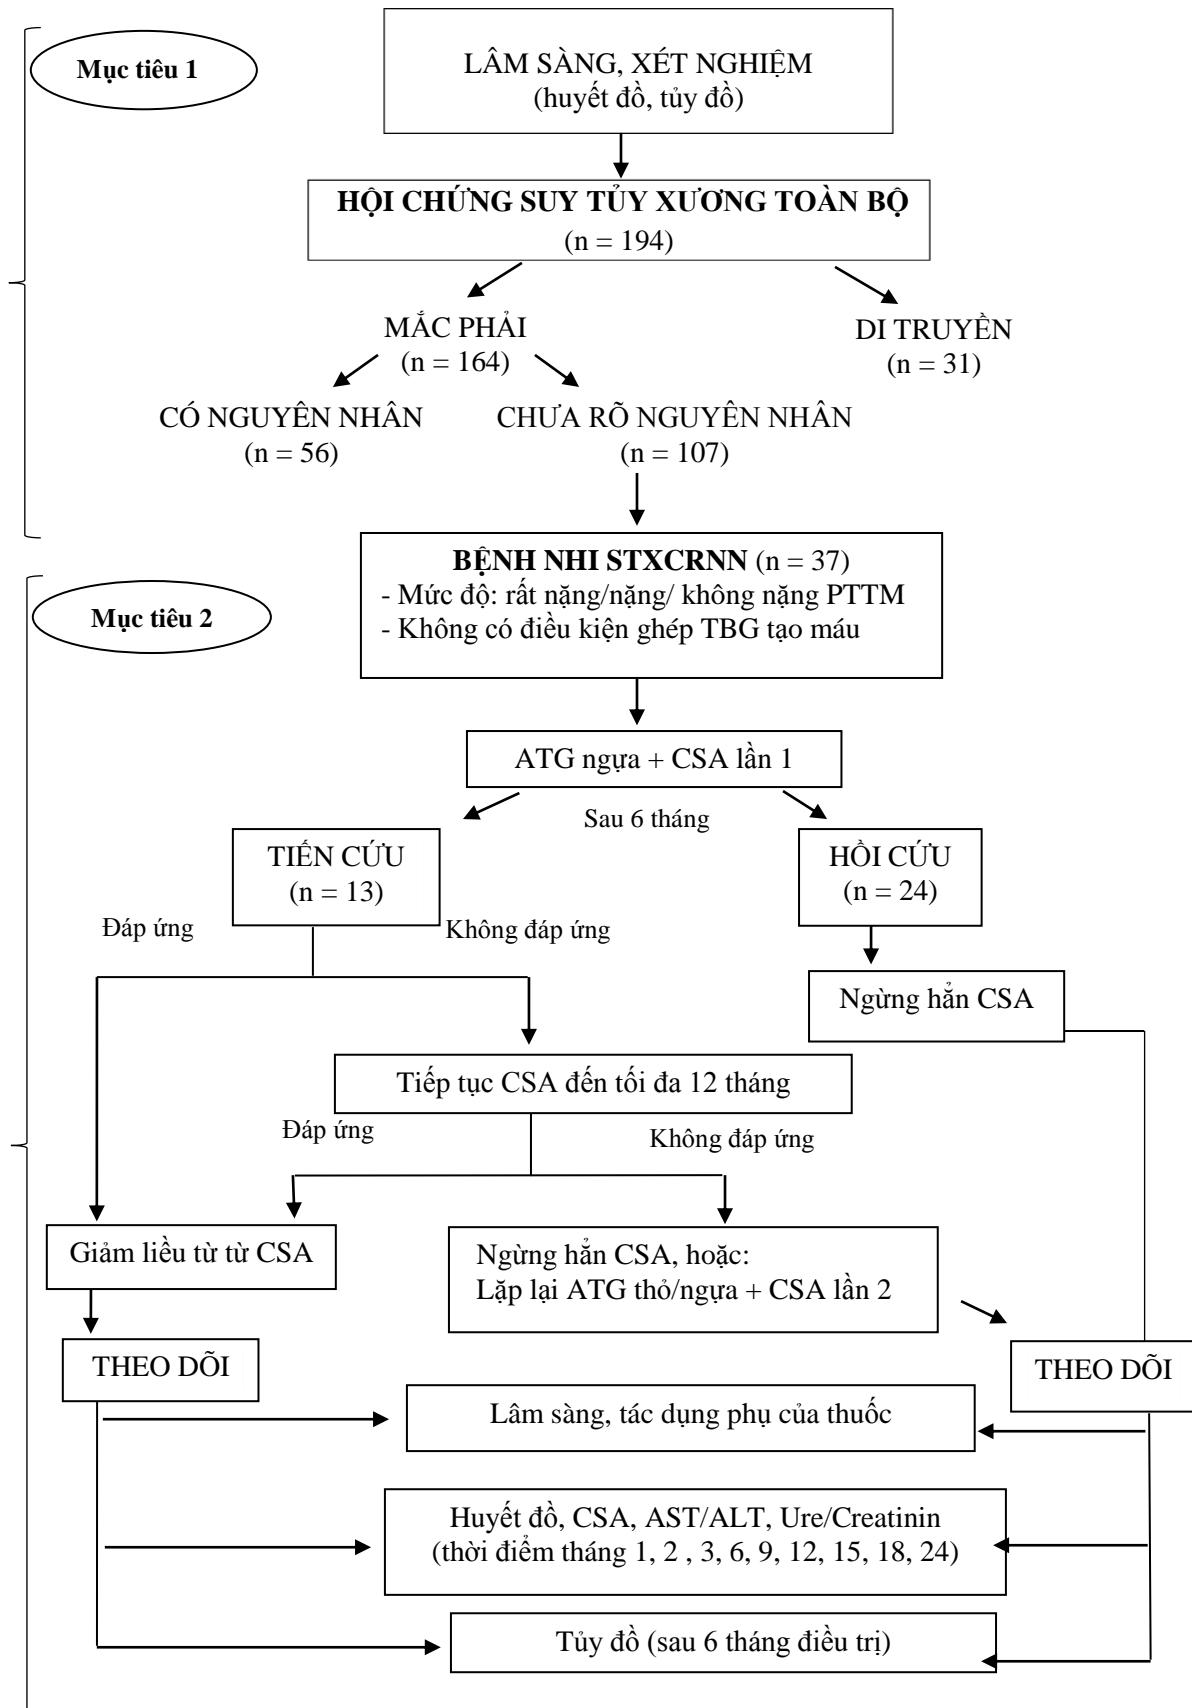 Mục tiêu 1
LÂM SÀNG, XÉT NGHIỆM
(huyết đồ, tủy đồ)
HỘI CHỨNG SUY TỦY XƯƠNG TOÀN BỘ
(n = 194)
MẮC PHẢI
(n = 164)
DI TRUYỀN
(n = 31)
CÓ NGUYÊN NHÂN
(n = 56)
CHƯA RÕ NGUYÊN NHÂN
(n = 107)
BỆNH NHI STXCRNN (n = 37)
- Mức độ: rất nặng/nặng/ không nặng PTTM
- Không có điều kiện ghép TBG tạo máu
Mục tiêu 2
ATG ngựa + CSA lần 1
Sau 6 tháng
TIẾN CỨU
(n = 13)
HỒI CỨU
(n = 24)
Đáp ứng
Không đáp ứng
Ngừng hẳn CSA
Tiếp tục CSA đến tối đa 12 tháng
Đáp ứng
Không đáp ứng
Giảm liều từ từ CSA
Ngừng hẳn CSA, hoặc:
Lặp lại ATG thỏ/ngựa + CSA lần 2
THEO DÕI
THEO DÕI
Lâm sàng, tác dụng phụ của thuốc
Huyết đồ, CSA, AST/ALT, Ure/Creatinin
(thời điểm tháng 1, 2 , 3, 6, 9, 12, 15, 18, 24)
Tủy đồ (sau 6 tháng điều trị)